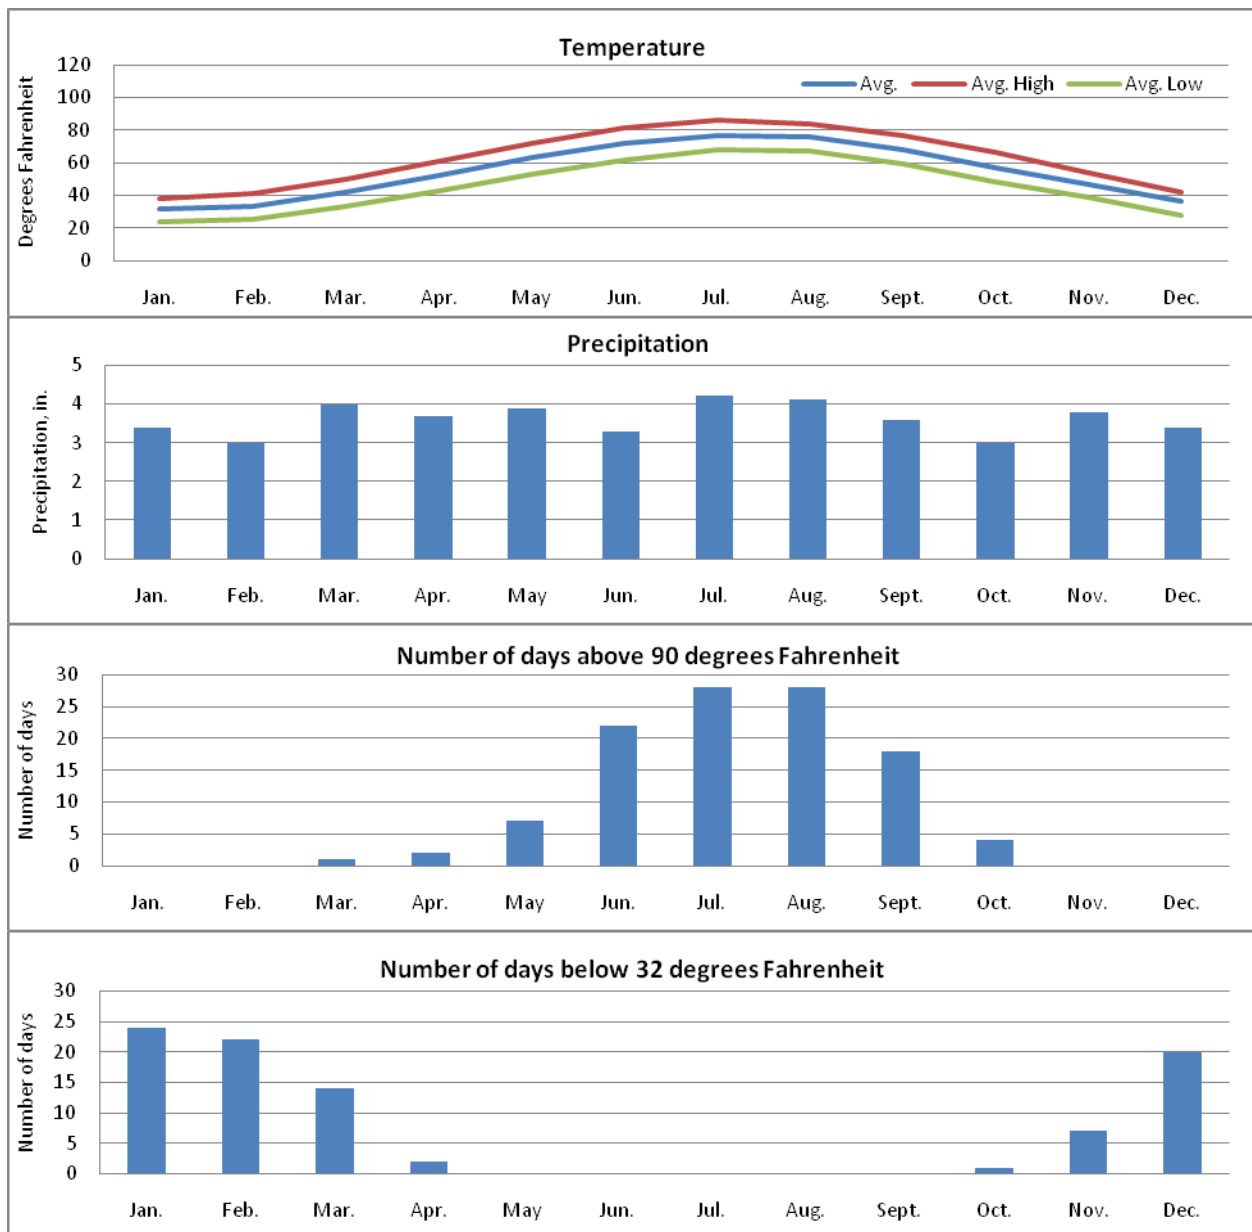 Temperature
Degrees Fahrenheit
120
100
80
60
40
20
0
Avg. Avg. High Avg. Low
Jan. Feb. Mar. Apr. May Jun. Jul. Aug. Sept. Oct. Nov. Dec.
Precipitation
Precipitation, in.
5
4
3
2
1
0
Jan. Feb. Mar. Apr. May Jun. Jul. Aug. Sept. Oct. Nov. Dec.
Number of days above 90 degrees Fahrenheit
Number of days
30
25
20
15
10
5
0
Jan. Feb. Mar. Apr. May Jun. Jul. Aug. Sept. Oct. Nov. Dec.
Number of days below 32 degrees Fahrenheit
Number of days
30
25
20
15
10
5
0
Jan. Feb. Mar. Apr. May Jun. Jul. Aug. Sept. Oct. Nov. Dec.